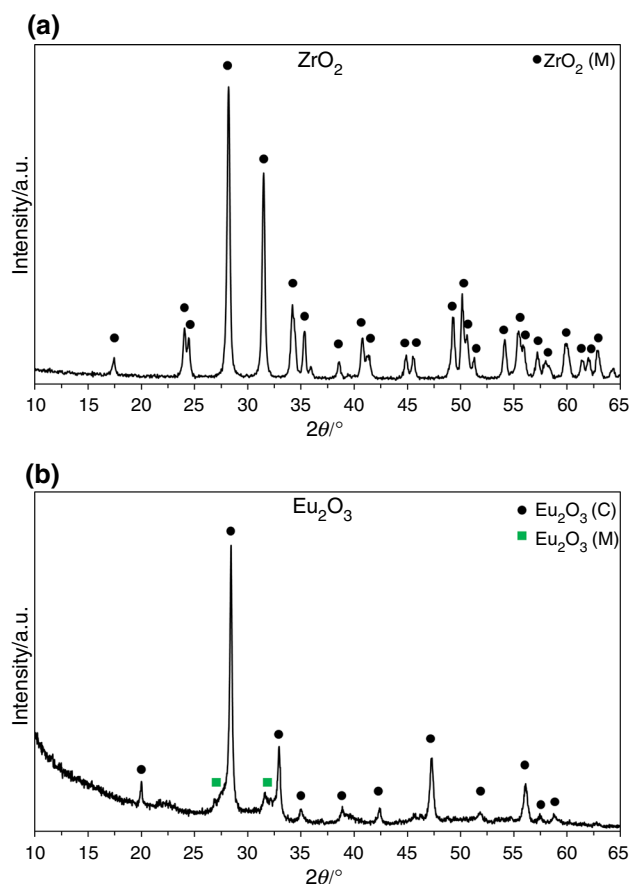 (a)
ZrO₂
● ZrO₂ (M)
Intensity/a.u.
10 15 20 25 30 35 40 45 50 55 60 65
2θ/°
(b)
Eu₂O₃
● Eu₂O₃ (C)
■ Eu₂O₃ (M)
Intensity/a.u.
10 15 20 25 30 35 40 45 50 55 60 65
2θ/°